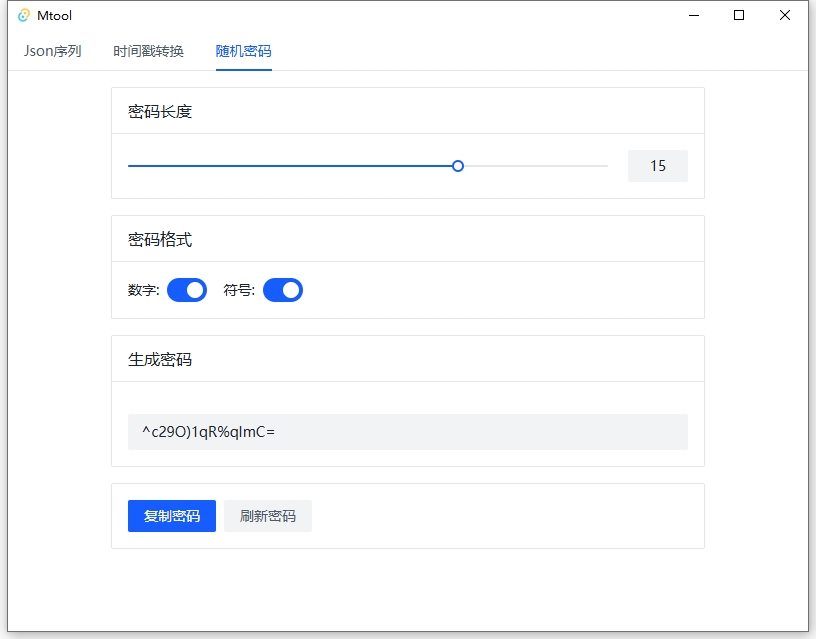 Mtool
Json序列 时间戳转换 随机密码
密码长度
15
密码格式
数字: 符号:
生成密码
^c29O)1qR%qlmC=
复制密码 刷新密码